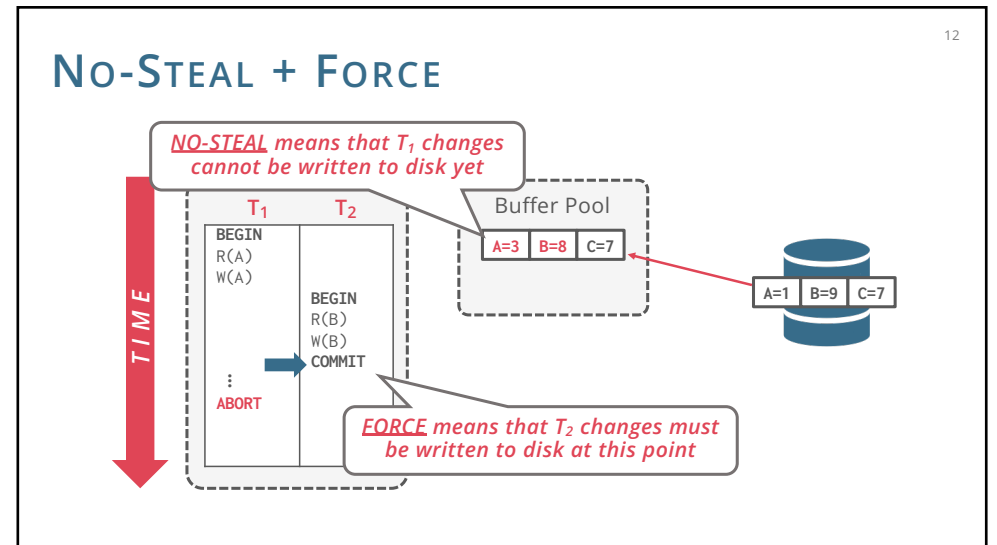 12
NO-STEAL + FORCE
NO-STEAL means that T₁ changes
cannot be written to disk yet
TIME
T₁ T₂
BEGIN
R(A)
W(A)
BEGIN
R(B)
W(B)
COMMIT
⋮
ABORT
Buffer Pool
A=3 B=8 C=7
A=1 B=9 C=7
FORCE means that T₂ changes must
be written to disk at this point